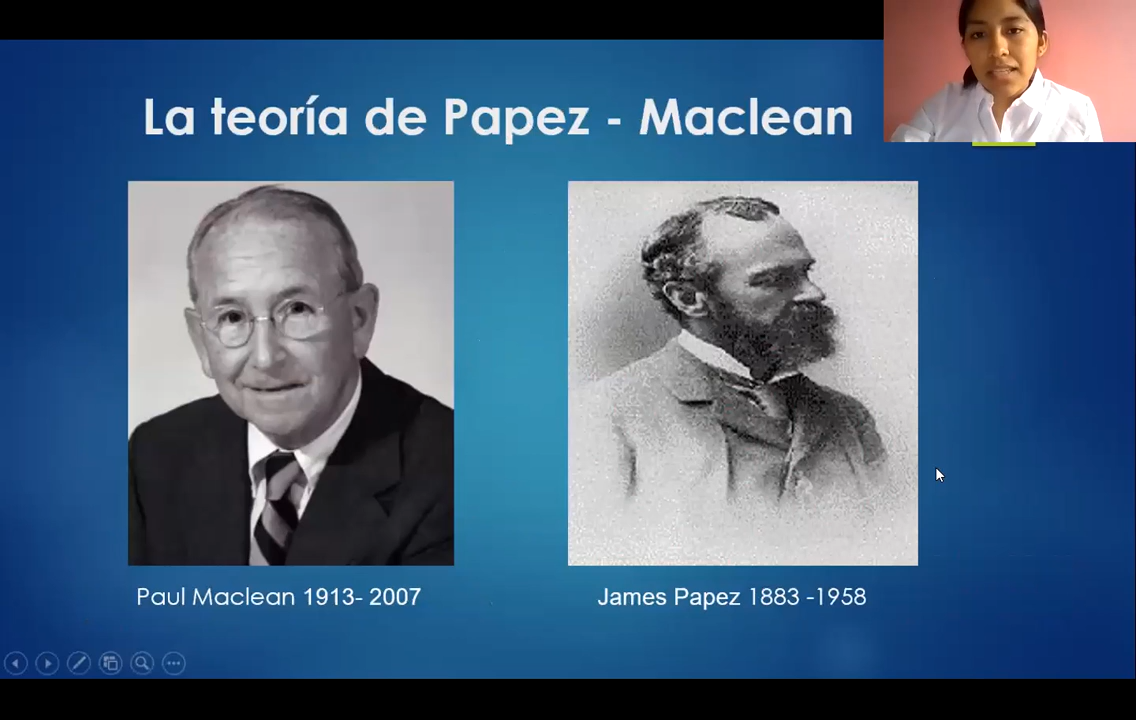 La teoría de Papez - Maclean
Paul Maclean 1913- 2007
James Papez 1883 -1958